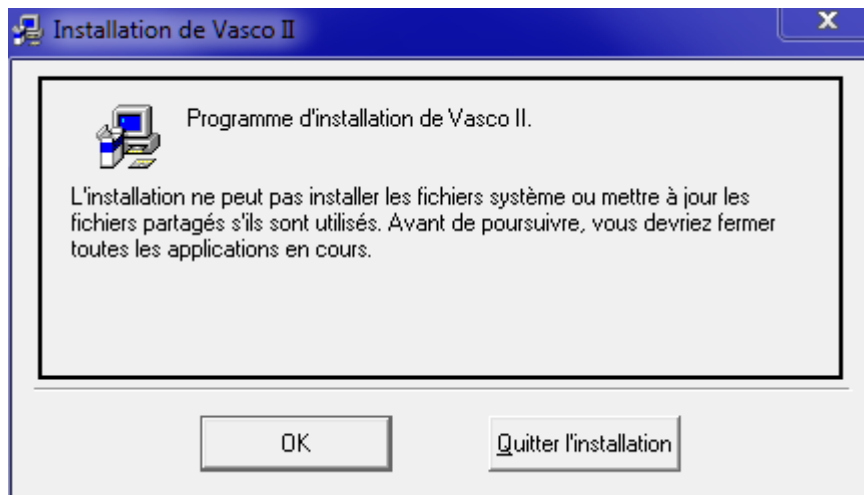 Installation de Vasco II
Programme d'installation de Vasco II.
L'installation ne peut pas installer les fichiers système ou mettre à jour les
fichiers partagés s'ils sont utilisés. Avant de poursuivre, vous devriez fermer
toutes les applications en cours.
OK
Quitter l'installation